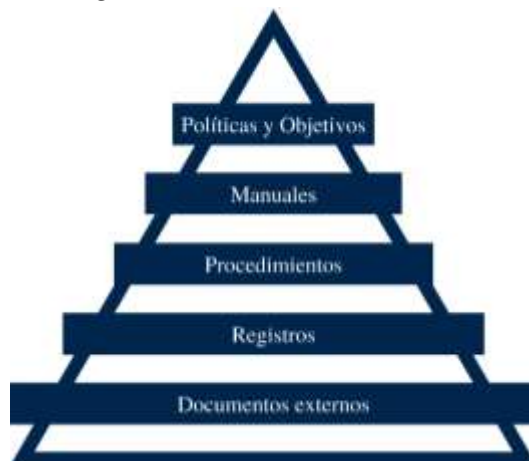 Políticas y Objetivos
Manuales
Procedimientos
Registros
Documentos externos